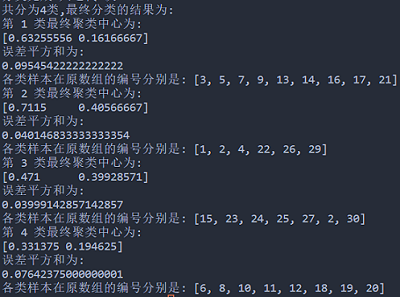 共分为4类,最终分类的结果为:
第 1 类最终聚类中心为:
[0.63255556 0.16166667]
误差平方和为:
0.09545422222222222
各类样本在原数组的编号分别是: [3, 5, 7, 9, 13, 14, 16, 17, 21]
第 2 类最终聚类中心为:
[0.7115     0.40566667]
误差平方和为:
0.040146833333333354
各类样本在原数组的编号分别是: [1, 2, 4, 22, 26, 29]
第 3 类最终聚类中心为:
[0.471      0.39928571]
误差平方和为:
0.03999142857142857
各类样本在原数组的编号分别是: [15, 23, 24, 25, 27, 2, 30]
第 4 类最终聚类中心为:
[0.331375 0.194625]
误差平方和为:
0.07642375000000001
各类样本在原数组的编号分别是: [6, 8, 10, 11, 12, 18, 19, 20]